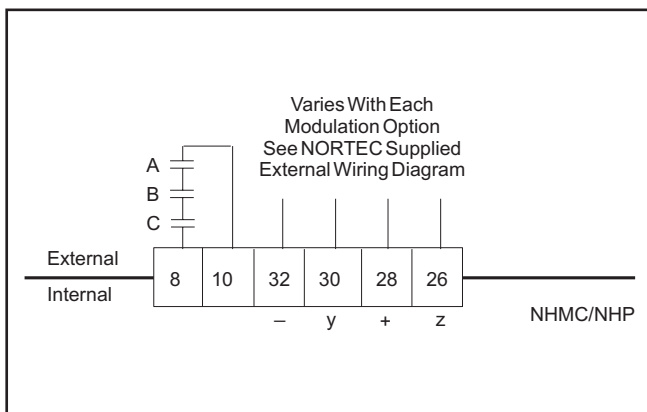 Varies With Each
Modulation Option
See NORTEC Supplied
External Wiring Diagram
A
B
C
External
Internal
8 10 32 30 28 26
– y + z
NHMC/NHP